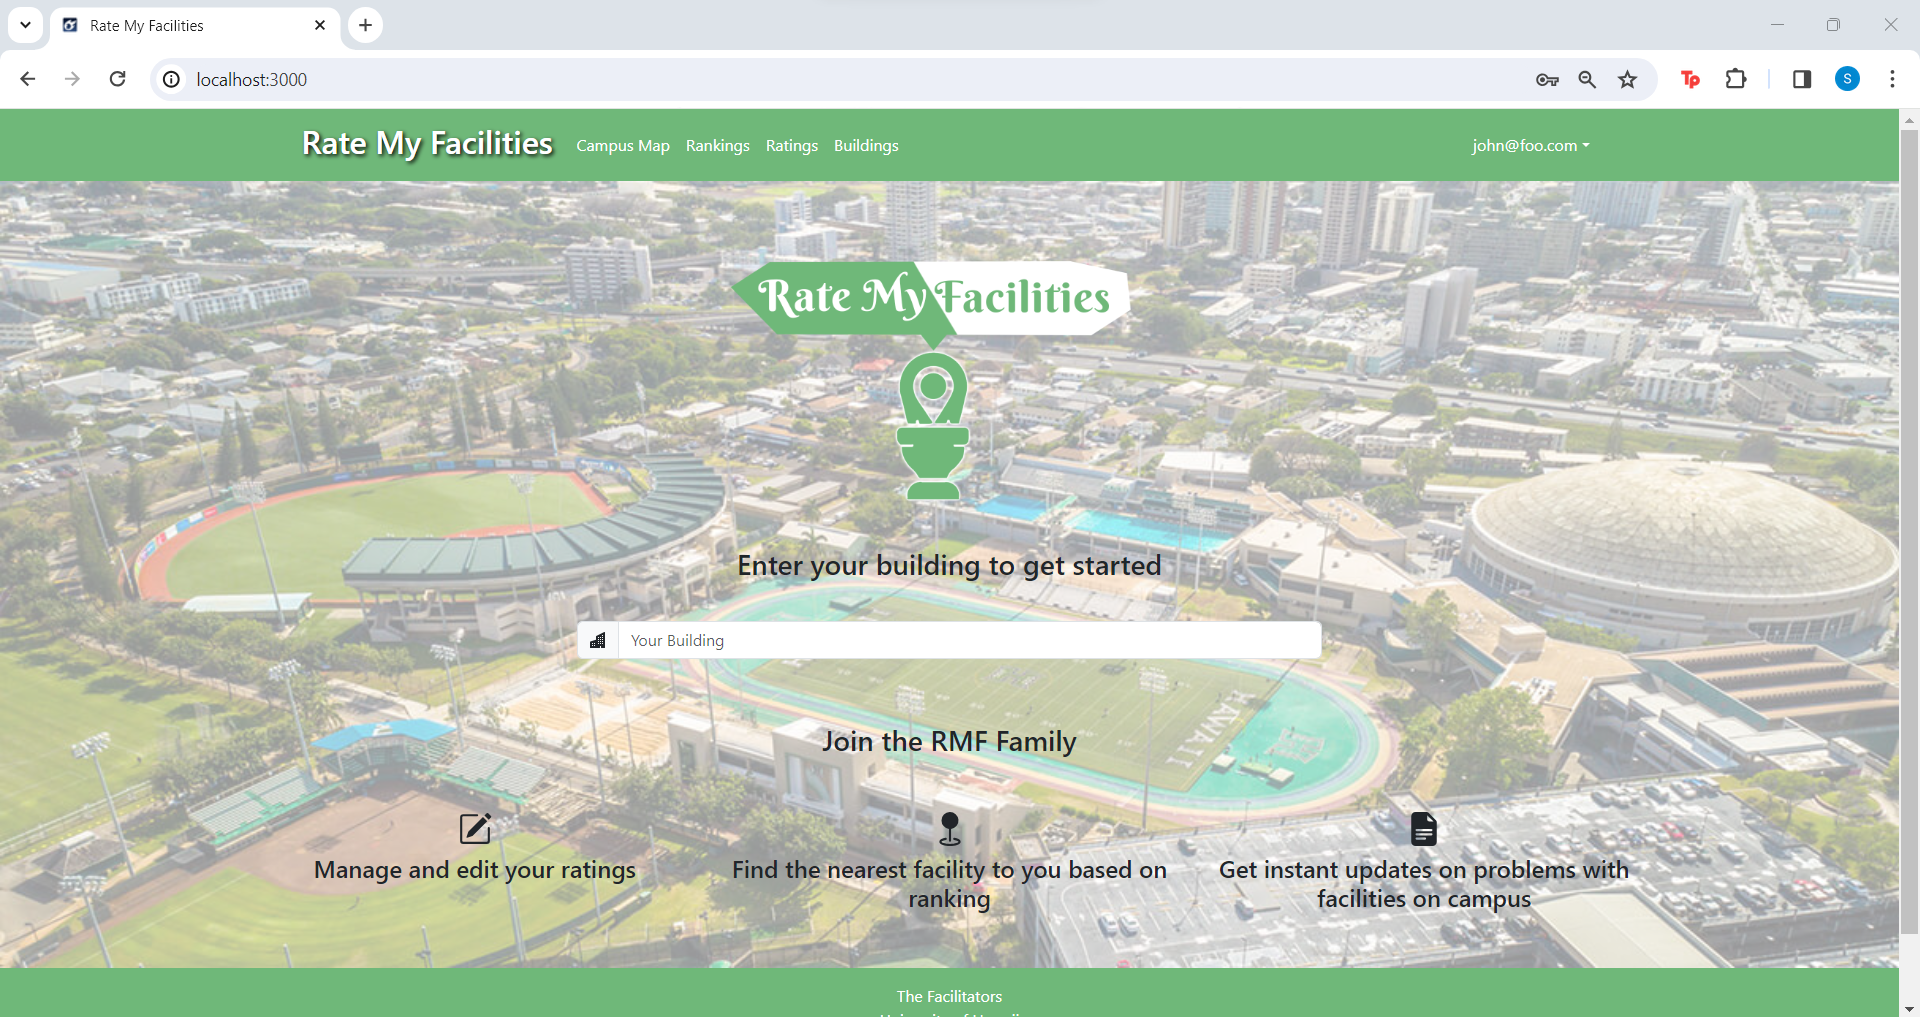 Rate My Facilities
localhost:3000
S
Rate My Facilities
Campus Map
Rankings
Ratings
Buildings
john@foo.com
Rate My Facilities
Enter your building to get started
Your Building
Join the RMF Family
Manage and edit your ratings
Find the nearest facility to you based on
ranking
Get instant updates on problems with
facilities on campus
The Facilitators